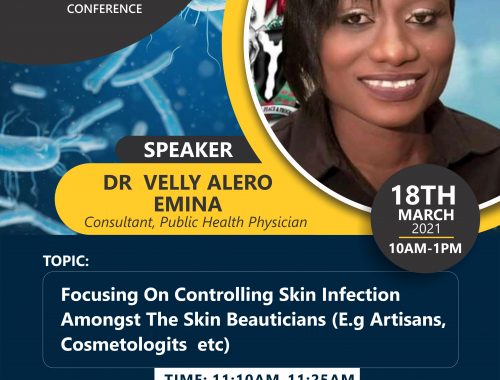 CONFERENCE
SPEAKER
DR VELLY ALERO
EMINA
Consultant, Public Health Physician
18TH
MARCH
2021
10AM-1PM
TOPIC:
Focusing On Controlling Skin Infection
Amongst The Skin Beauticians (E.g Artisans,
Cosmetologits etc)
TIME: 11:10AM-11:25AM